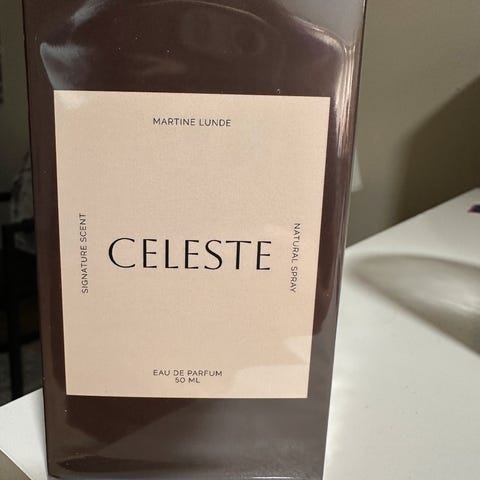 MARTINE LUNDE
SIGNATURE SCENT
CELESTE
NATURAL SPRAY
EAU DE PARFUM
50 ML